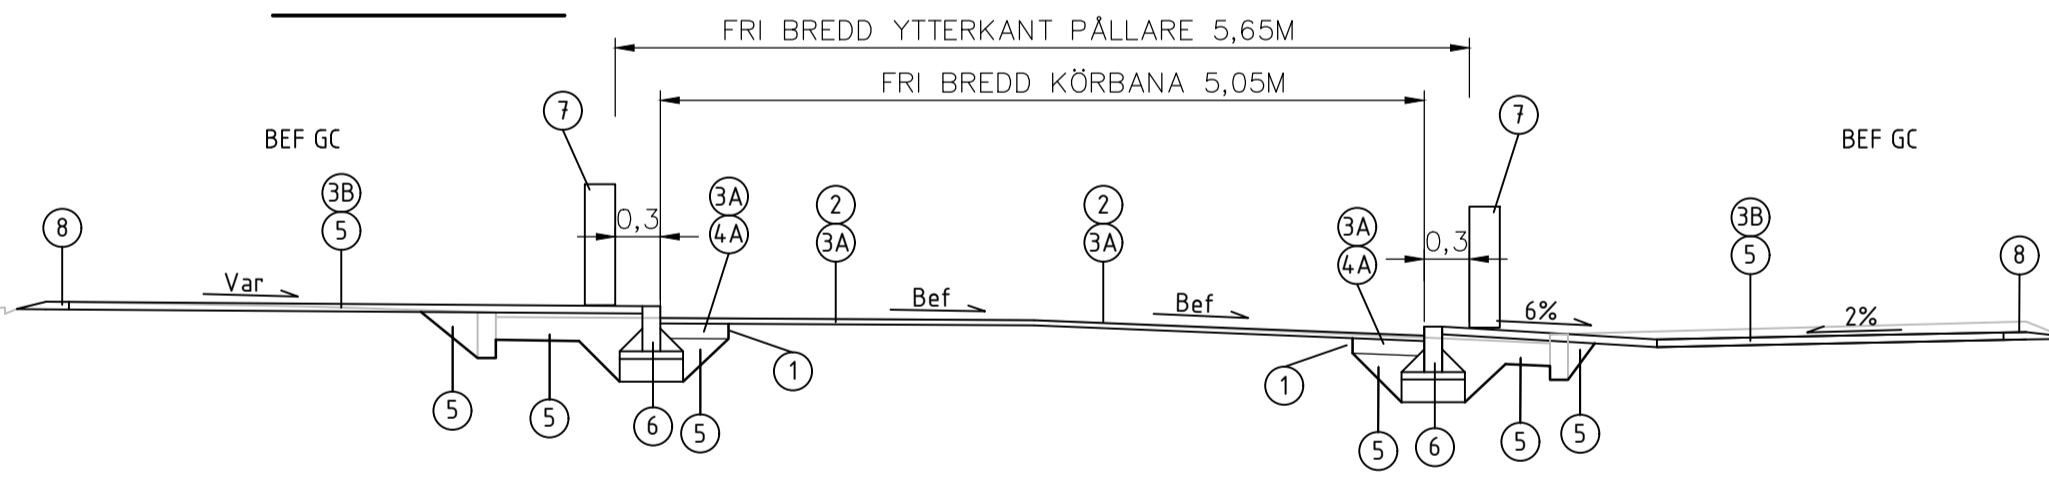 FRI BREDD YTTERKANT PÅLLARE 5,65M
FRI BREDD KÖRBANA 5,05M
7
7
BEF GC
BEF GC
3B
5
3A
4A
2
3A
2
3A
3A
4A
3B
5
8
8
0,3
0,3
Var
Bef
Bef
6%
2%
1
1
5
5
6
5
5
6
5
5